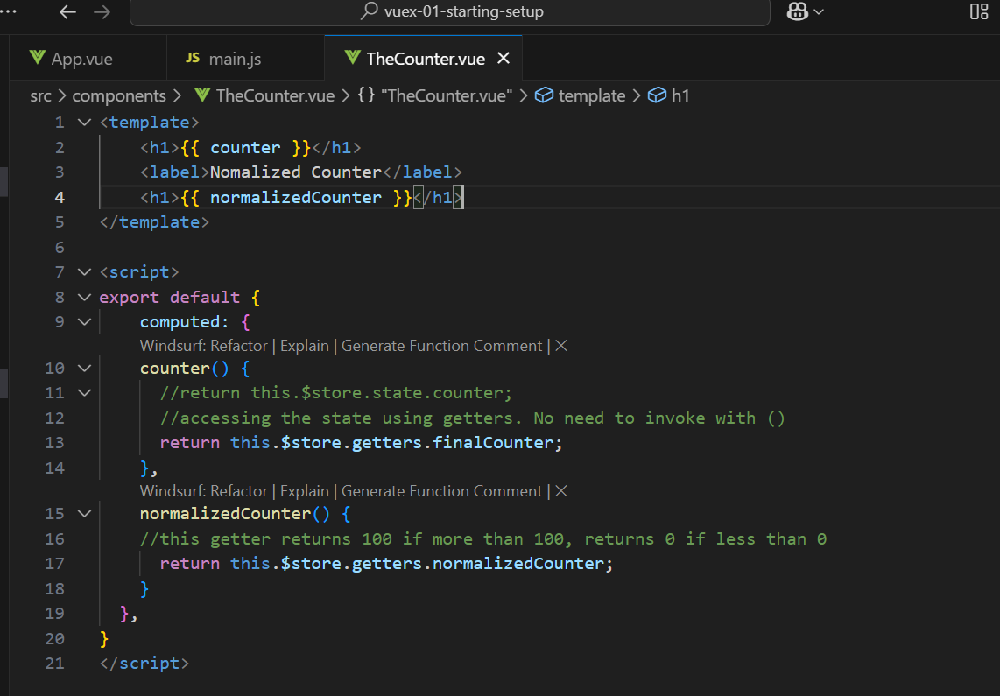 vuex-01-starting-setup
App.vue
JS main.js
TheCounter.vue
src > components > TheCounter.vue > {} "TheCounter.vue" > template > h1
1 <template>
2 <h1>{{ counter }}</h1>
3 <label>Nomalized Counter</label>
4 <h1>{{ normalizedCounter }}</h1>
5 </template>
6
7 <script>
8 export default {
9 computed: {
Windsurf: Refactor | Explain | Generate Function Comment | ×
10 counter() {
11 //return this.$store.state.counter;
12 //accessing the state using getters. No need to invoke with ()
13 return this.$store.getters.finalCounter;
14 },
Windsurf: Refactor | Explain | Generate Function Comment | ×
15 normalizedCounter() {
16 //this getter returns 100 if more than 100, returns 0 if less than 0
17 return this.$store.getters.normalizedCounter;
18 }
19 },
20 }
21 </script>